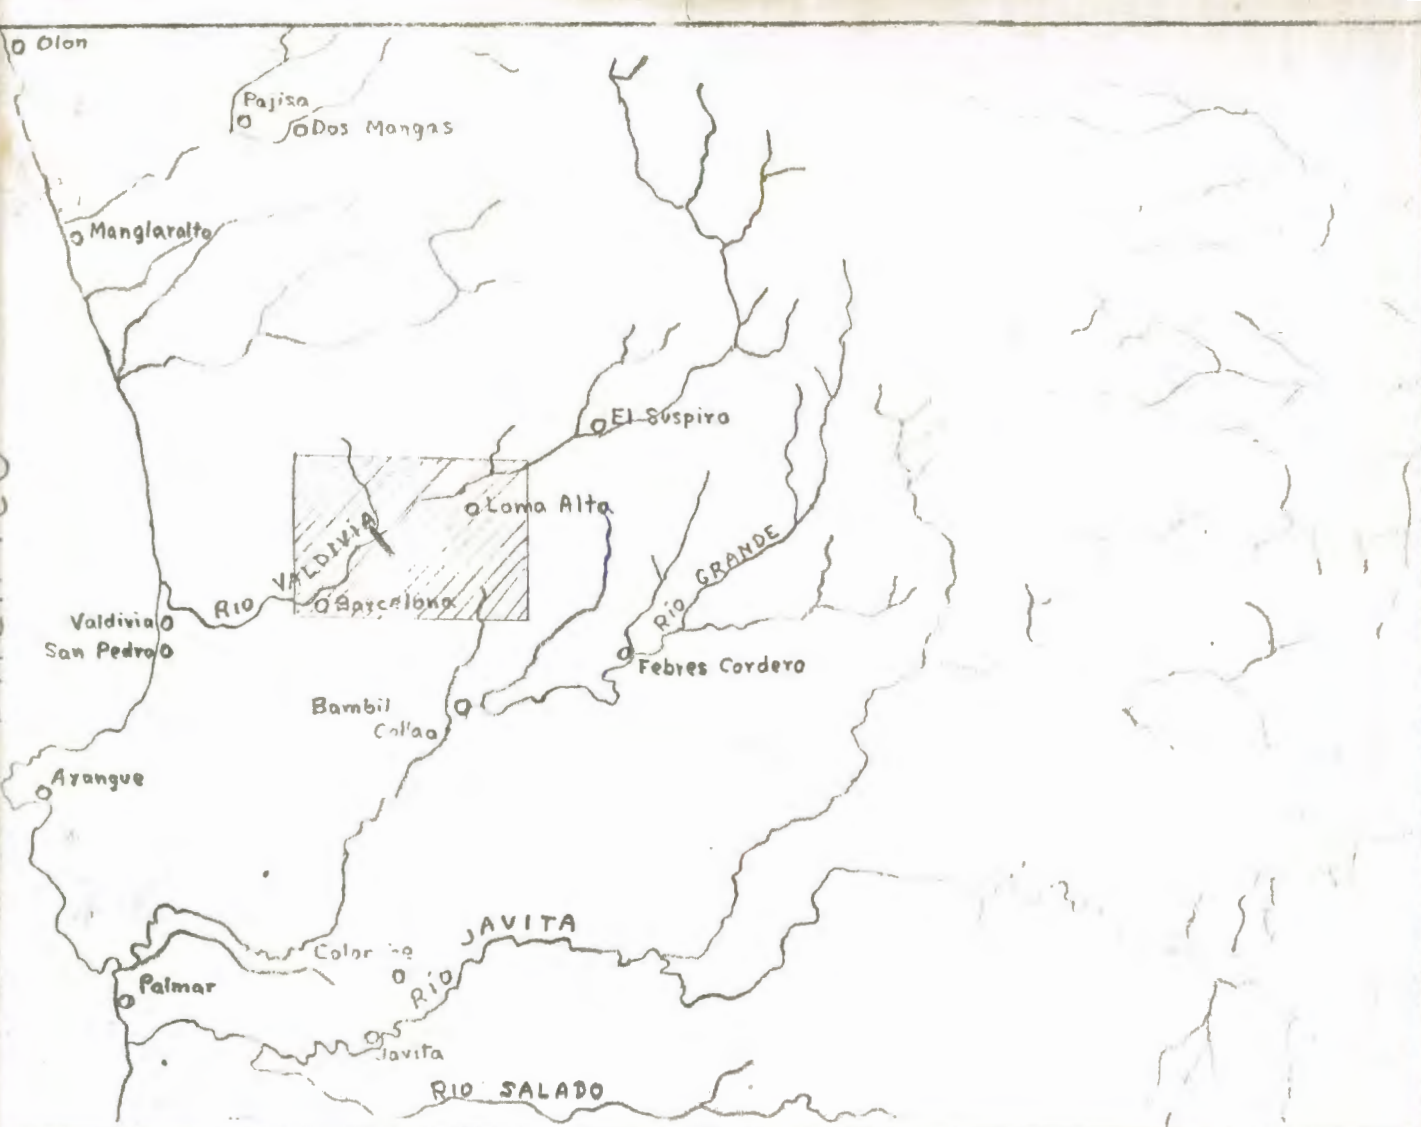 Olon
Pajisa
Dos Mangas
Manglaralto
El Suspiro
Loma Alta
RIO VALDIVIA
Barcelona
RIO GRANDE
Valdivia
San Pedro
Febres Cordero
Bambil
Ayangue
JAVITA
RIO
Palmar
Javita
RIO SALADO